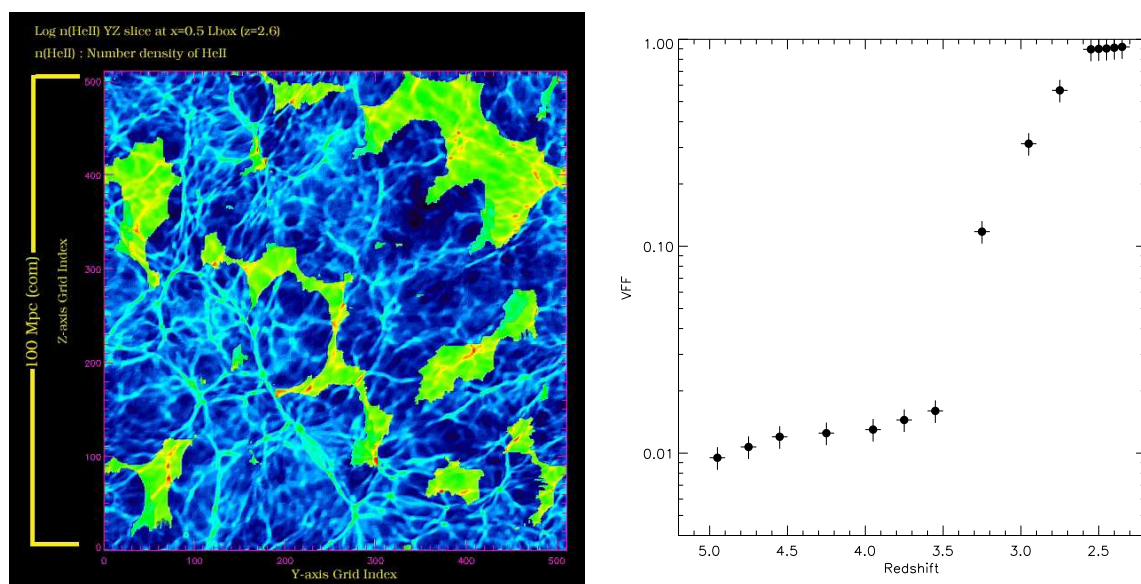 Log n(HeII) YZ slice at x=0.5 Lbox (z=2.6)
n(HeII) : Number density of HeII
100 Mpc (com)
Z-axis Grid Index
500
400
300
200
100
0
0 100 200 300 400 500
Y-axis Grid Index
VFF
1.00
0.10
0.01
5.0 4.5 4.0 3.5 3.0 2.5
Redshift